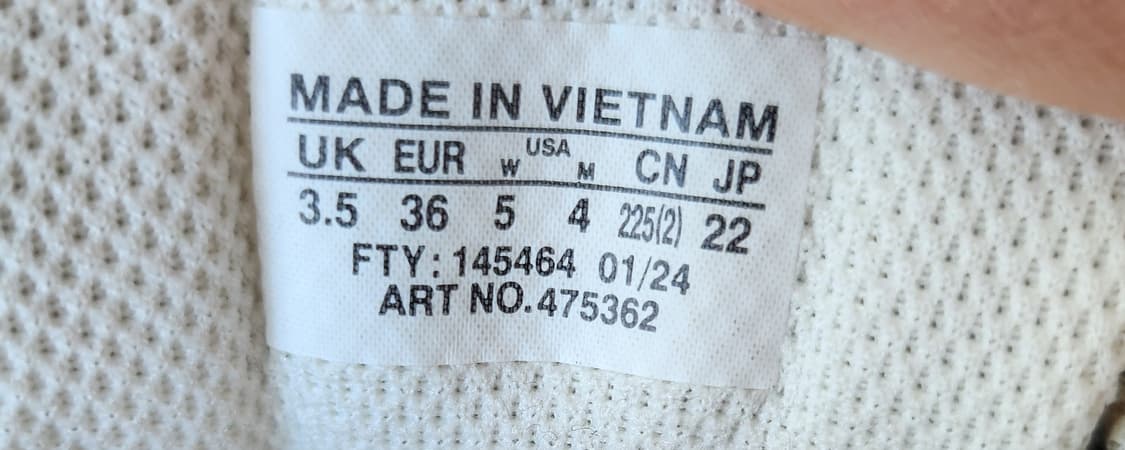 MADE IN VIETNAM
UK EUR W USA M CN JP
3.5 36 5 4 225(2) 22
FTY: 145464 01/24
ART NO. 475362